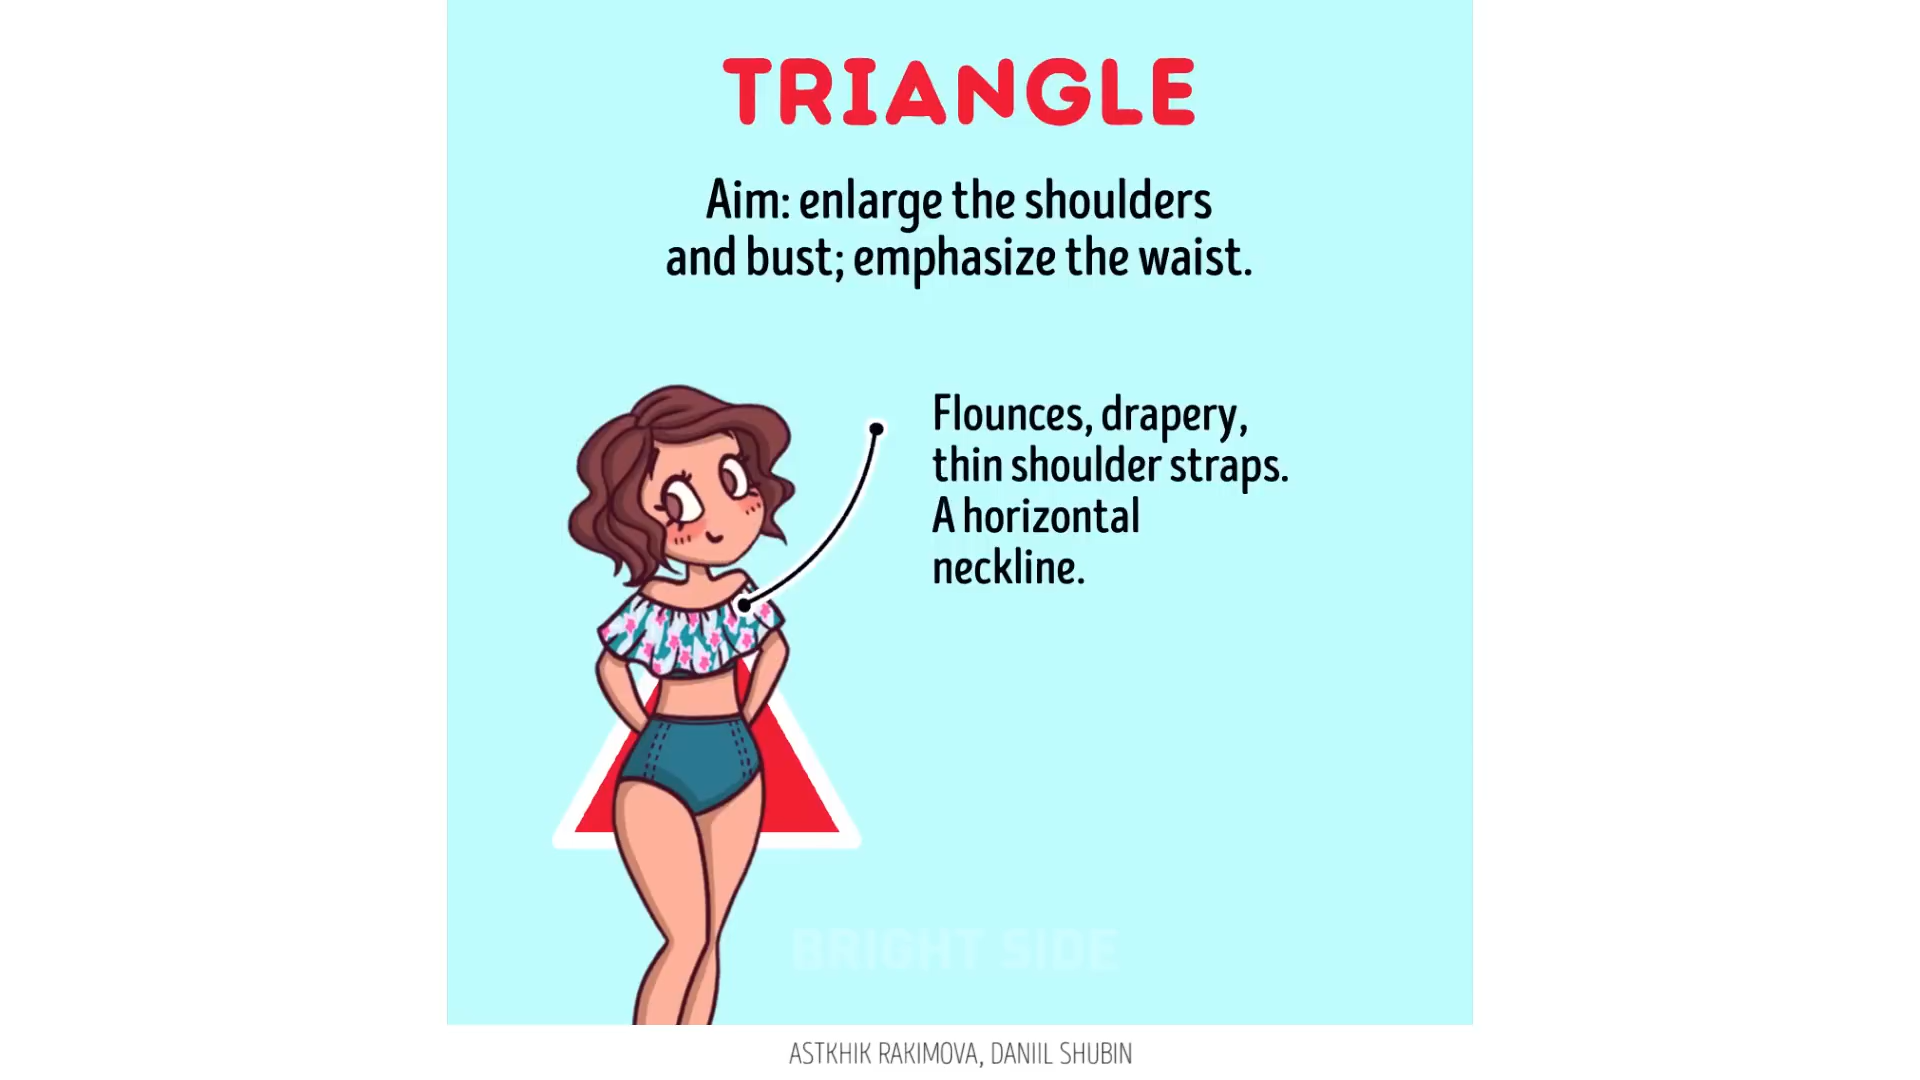 TRIANGLE
Aim: enlarge the shoulders
and bust; emphasize the waist.
Flounces, drapery,
thin shoulder straps.
A horizontal
neckline.
BRIGHT SIDE
ASTKHIK RAKIMOVA, DANIIL SHUBIN